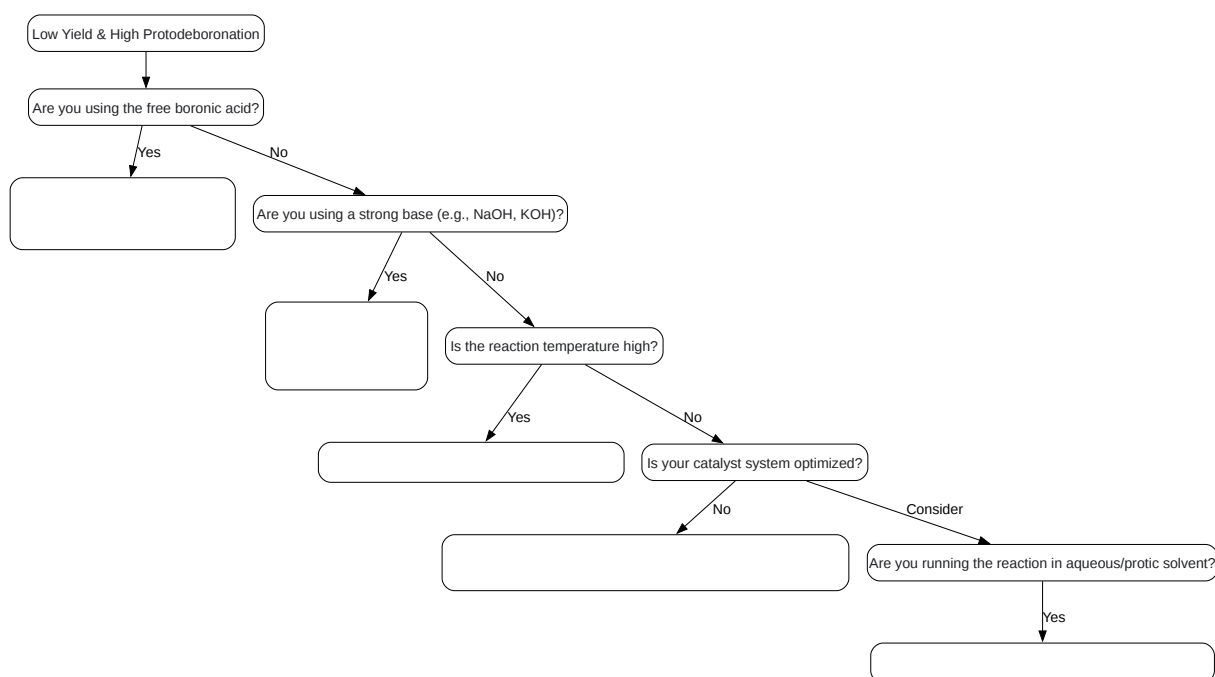 Low Yield & High Protodeboronation
Are you using the free boronic acid?
Yes
No
Are you using a strong base (e.g., NaOH, KOH)?
Yes
No
Is the reaction temperature high?
Yes
No
Is your catalyst system optimized?
No
Consider
Are you running the reaction in aqueous/protic solvent?
Yes